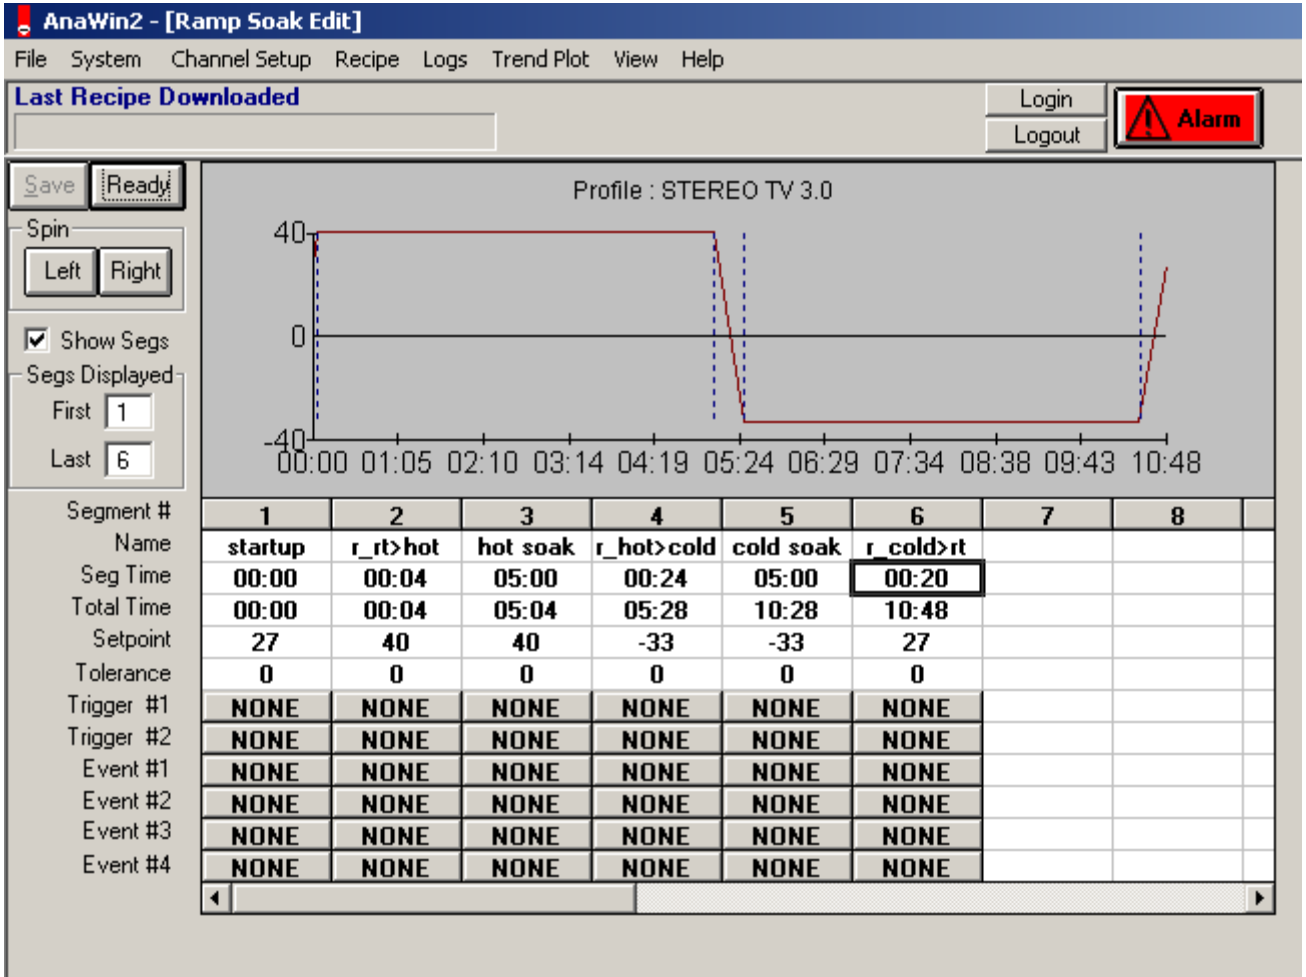 AnaWin2 - [Ramp Soak Edit]
File System Channel Setup Recipe Logs Trend Plot View Help
Last Recipe Downloaded
Login
Logout
Alarm
Save Ready
Spin
Left Right
Show Segs
Segs Displayed
First 1
Last 6
Profile : STEREO TV 3.0
40
0
-40
00:00 01:05 02:10 03:14 04:19 05:24 06:29 07:34 08:38 09:43 10:48
Segment # 1 2 3 4 5 6 7 8
Name startup r_rt>hot hot soak r_hot>cold cold soak r_cold>rt
Seg Time 00:00 00:04 05:00 00:24 05:00 00:20
Total Time 00:00 00:04 05:04 05:28 10:28 10:48
Setpoint 27 40 40 -33 -33 27
Tolerance 0 0 0 0 0 0
Trigger #1 NONE NONE NONE NONE NONE NONE
Trigger #2 NONE NONE NONE NONE NONE NONE
Event #1 NONE NONE NONE NONE NONE NONE
Event #2 NONE NONE NONE NONE NONE NONE
Event #3 NONE NONE NONE NONE NONE NONE
Event #4 NONE NONE NONE NONE NONE NONE